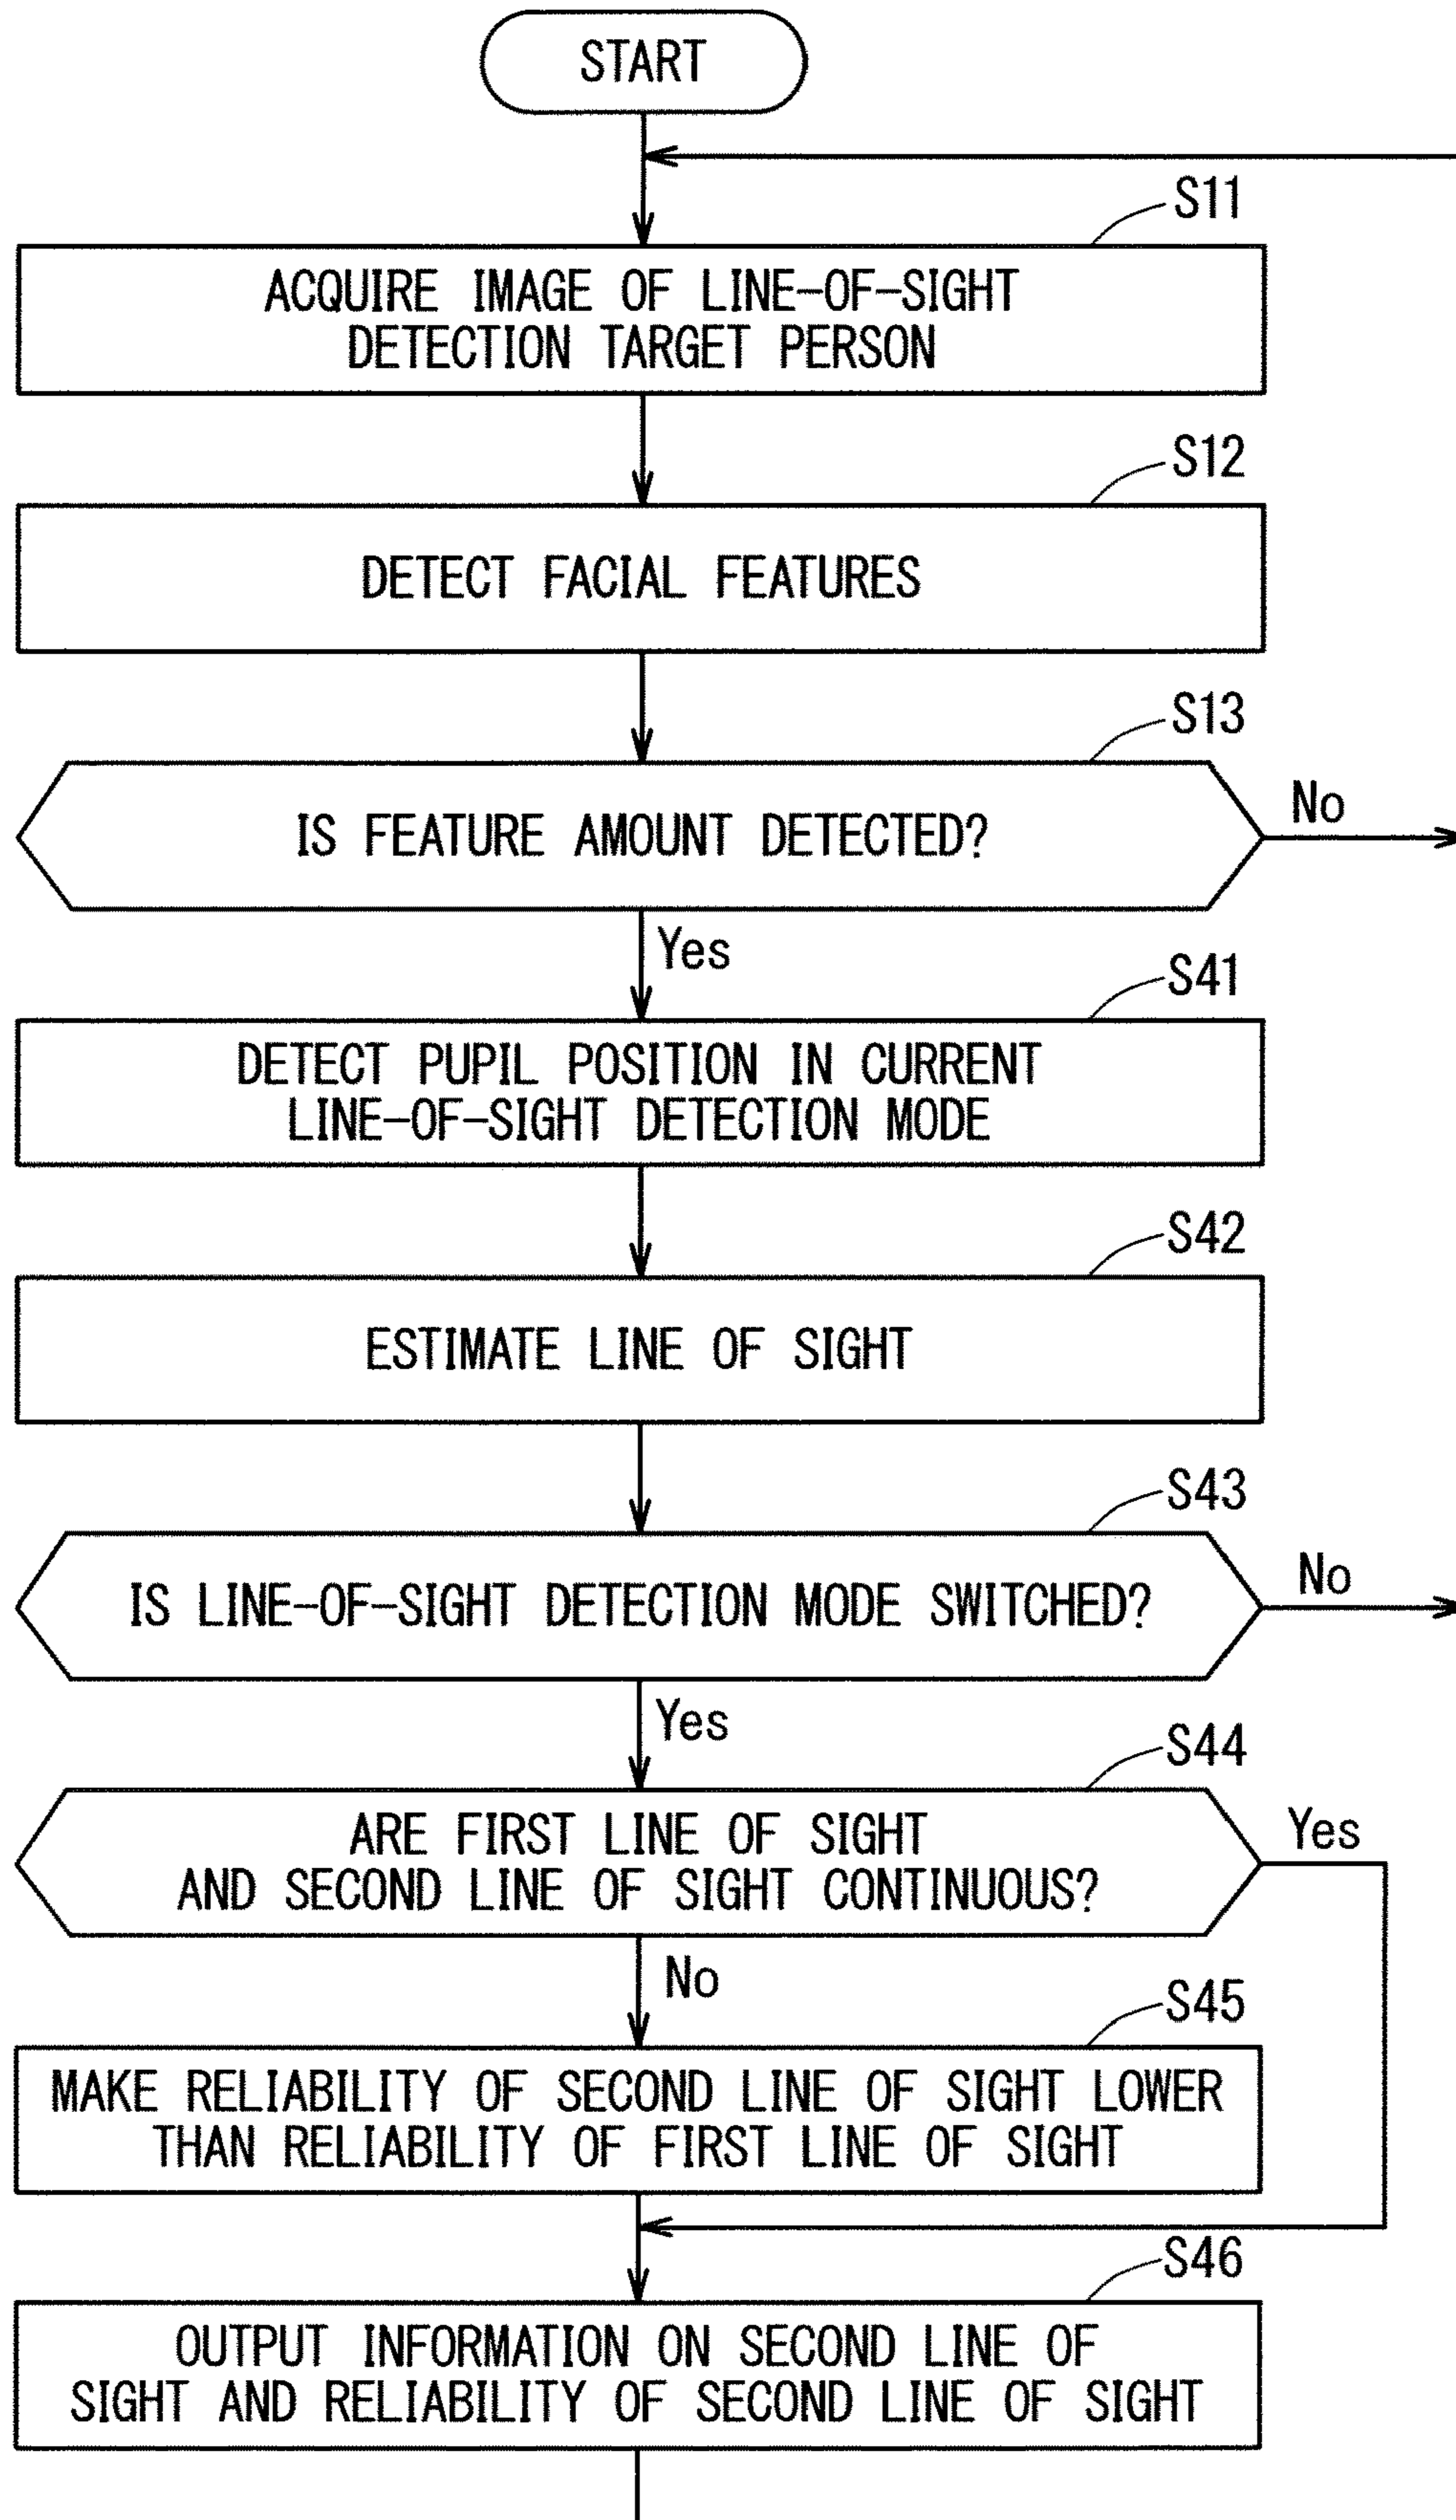 START
S11
ACQUIRE IMAGE OF LINE-OF-SIGHT
DETECTION TARGET PERSON
S12
DETECT FACIAL FEATURES
S13
IS FEATURE AMOUNT DETECTED?
No
Yes
S41
DETECT PUPIL POSITION IN CURRENT
LINE-OF-SIGHT DETECTION MODE
S42
ESTIMATE LINE OF SIGHT
S43
IS LINE-OF-SIGHT DETECTION MODE SWITCHED?
No
Yes
S44
ARE FIRST LINE OF SIGHT
AND SECOND LINE OF SIGHT CONTINUOUS?
Yes
No
S45
MAKE RELIABILITY OF SECOND LINE OF SIGHT LOWER
THAN RELIABILITY OF FIRST LINE OF SIGHT
S46
OUTPUT INFORMATION ON SECOND LINE OF
SIGHT AND RELIABILITY OF SECOND LINE OF SIGHT